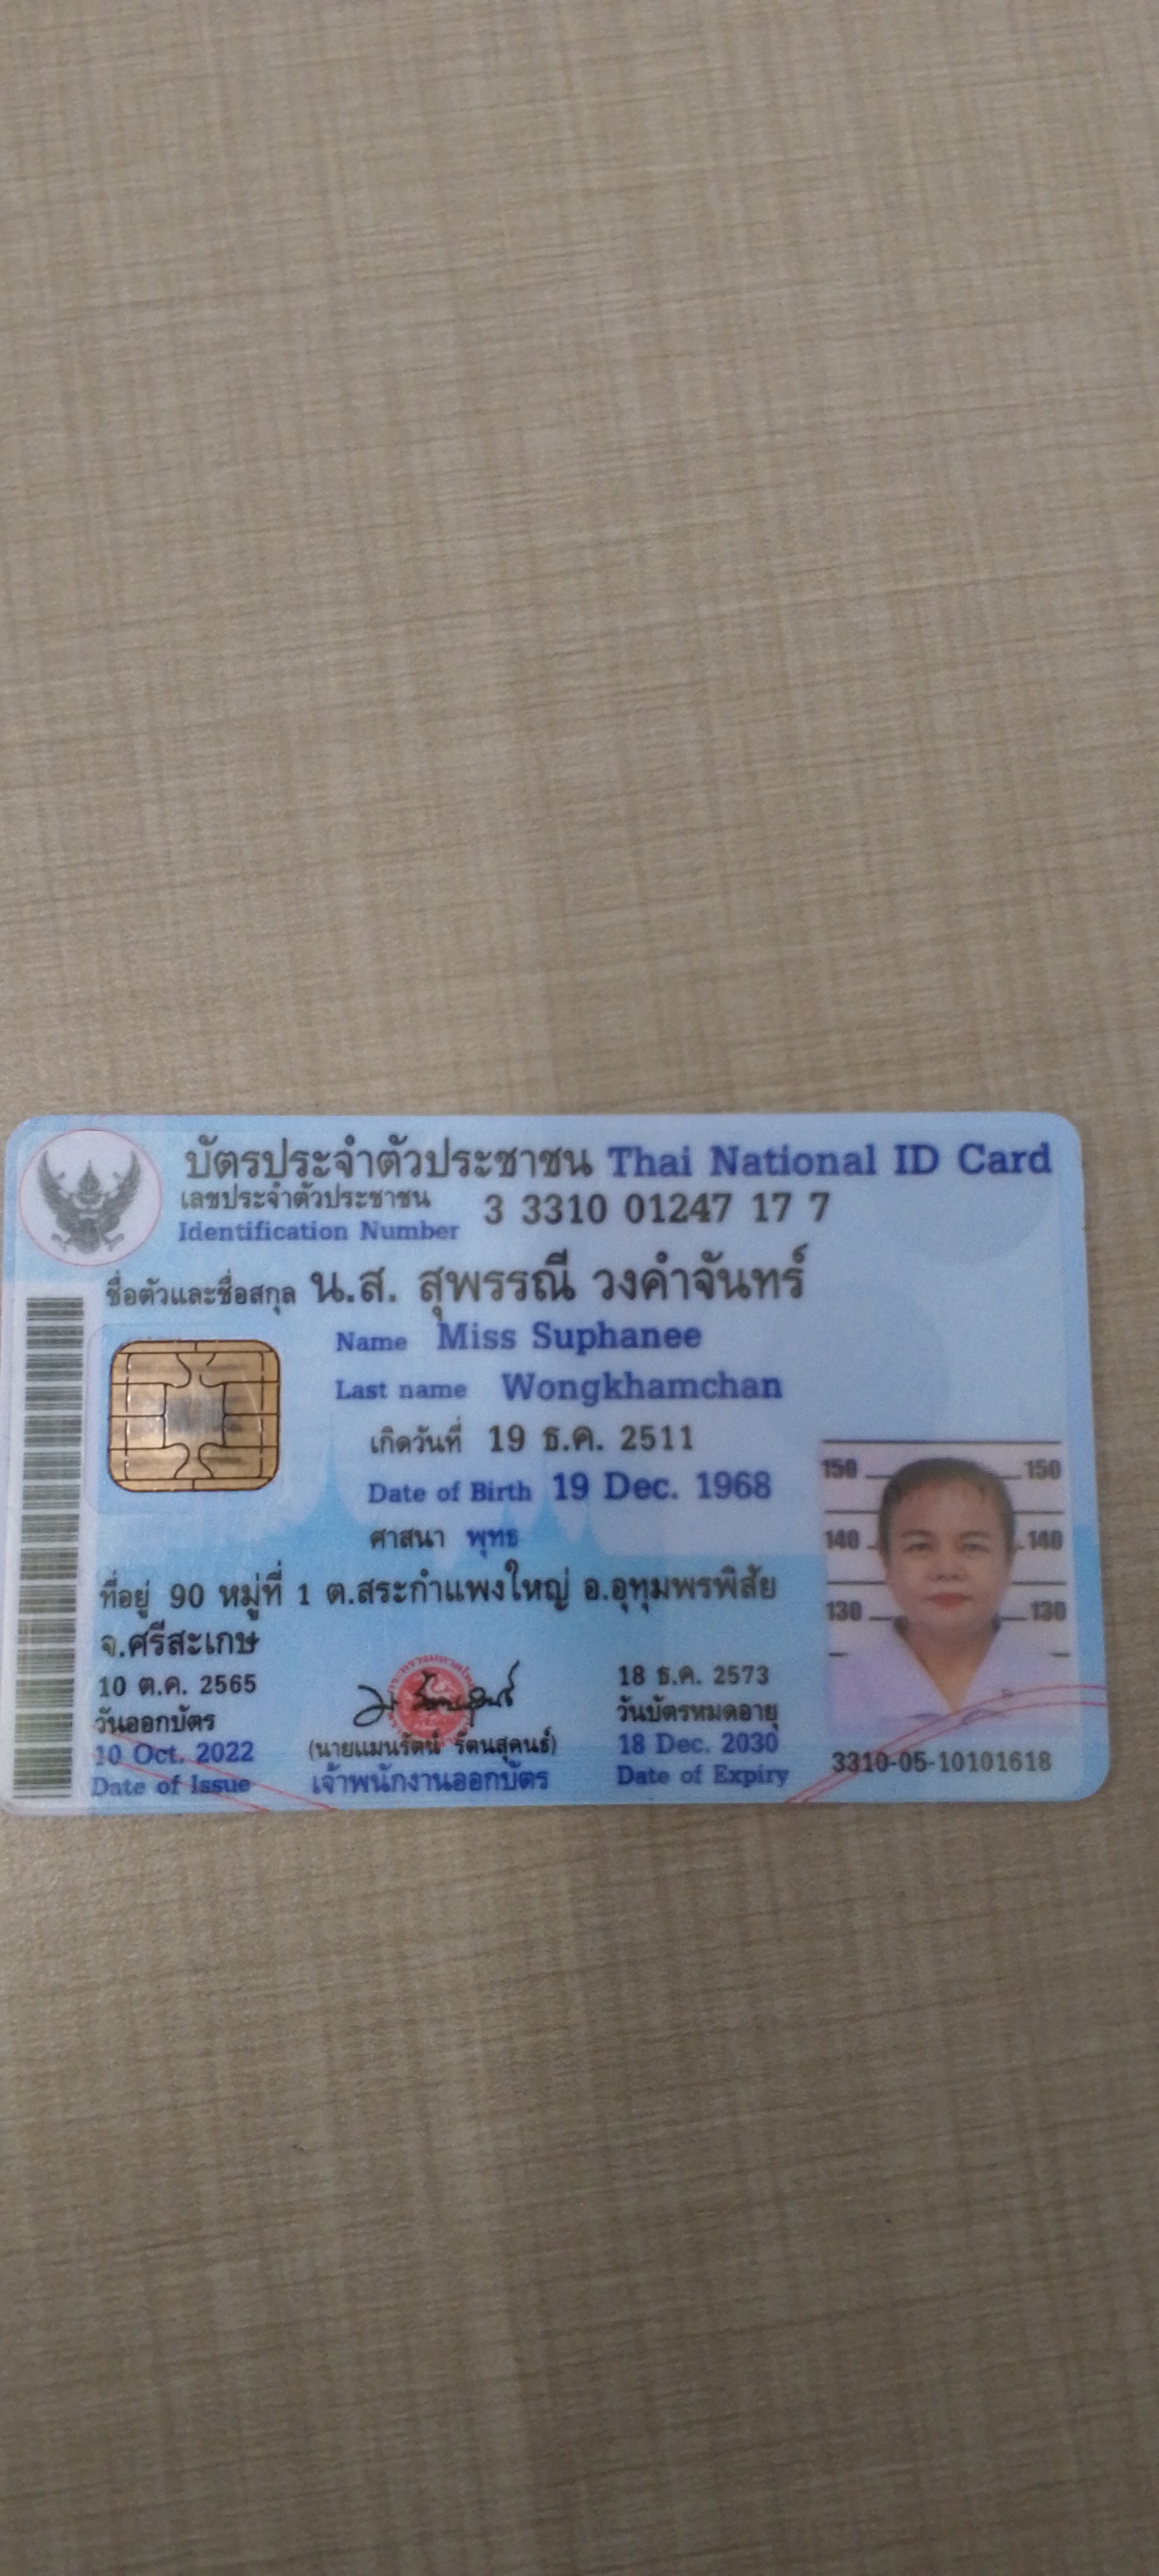 บัตรประจำตัวประชาชน Thai National ID Card
เลขประจำตัวประชาชน
Identification Number 3 3310 01247 17 7
ชื่อตัวและชื่อสกุล น.ส. สุพรรณี วงคำจันทร์
Name Miss Suphanee
Last name Wongkhamchan
เกิดวันที่ 19 ธ.ค. 2511
Date of Birth 19 Dec. 1968
ศาสนา พุทธ
ที่อยู่ 90 หมู่ที่ 1 ต.สระกำแพงใหญ่ อ.อุทุมพรพิสัย
จ.ศรีสะเกษ
150 150
140 140
130 130
10 ต.ค. 2565
วันออกบัตร
10 Oct. 2022
Date of Issue
(นายแมนรัตน์ รัตนสุคนธ์)
เจ้าพนักงานออกบัตร
18 ธ.ค. 2573
วันบัตรหมดอายุ
18 Dec. 2030
Date of Expiry
3310-05-10101618